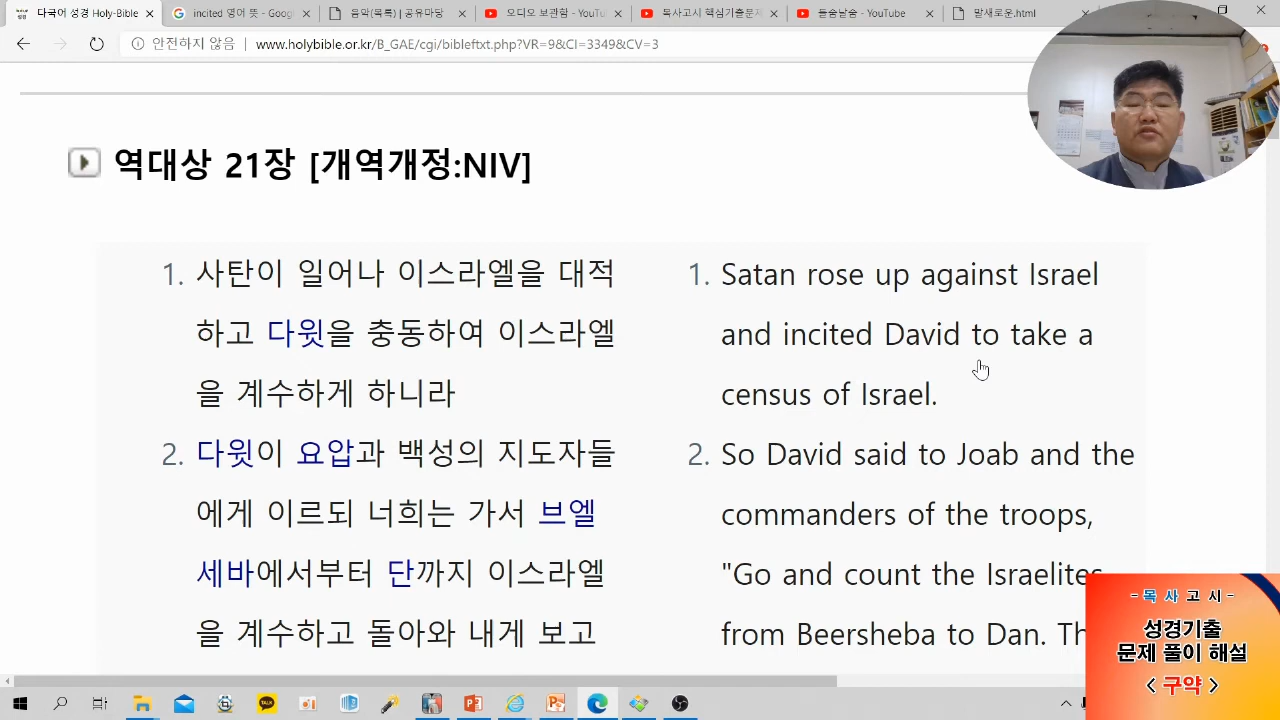 다국어 성경 Holy-Bible
incited 영어 뜻 - Goog
음악(목록) | 공유마당
오디오 보관함 - YouTu
목사고시 핵심기출문제
들숨날숨 - YouTube
말새로운.html
안전하지 않음 | www.holybible.or.kr/B_GAE/cgi/bibleftxt.php?VR=9&CI=3349&CV=3
역대상 21장 [개역개정:NIV]
1. 사탄이 일어나 이스라엘을 대적
하고 다윗을 충동하여 이스라엘
을 계수하게 하니라
2. 다윗이 요압과 백성의 지도자들
에게 이르되 너희는 가서 브엘
세바에서부터 단까지 이스라엘
을 계수하고 돌아와 내게 보고
1. Satan rose up against Israel
and incited David to take a
census of Israel.
2. So David said to Joab and the
commanders of the troops,
"Go and count the Israelites
from Beersheba to Dan. Th
- 목 사 고 시 -
성경기출
문제 풀이 해설
< 구약 >